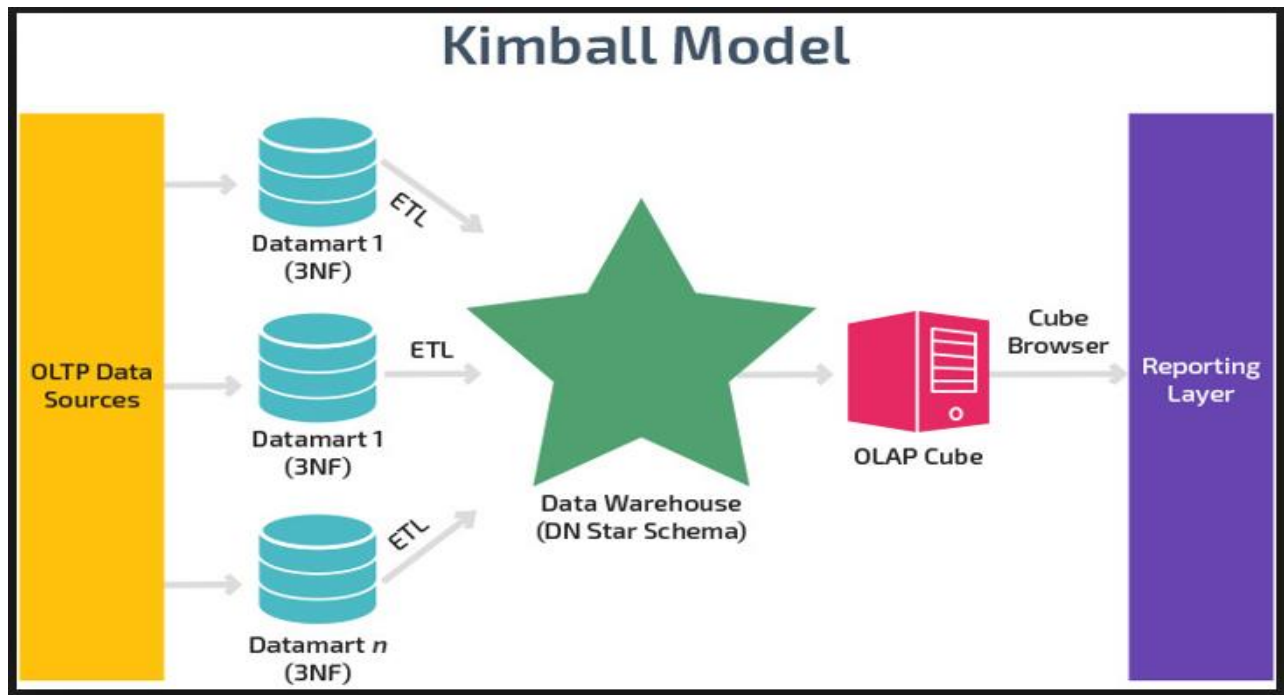 Kimball Model
OLTP Data
Sources
ETL
Datamart 1
(3NF)
ETL
Datamart 1
(3NF)
ETL
Datamart n
(3NF)
Data Warehouse
(DN Star Schema)
OLAP Cube
Cube
Browser
Reporting
Layer